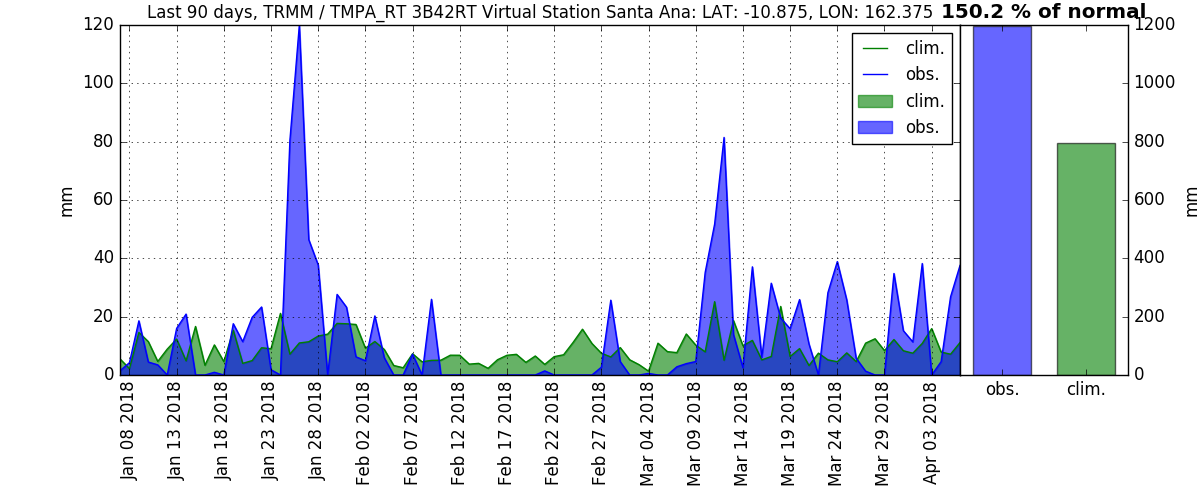 Last 90 days, TRMM / TMPA_RT 3B42RT Virtual Station Santa Ana: LAT: -10.875, LON: 162.375 150.2 % of normal
120
100
80
60
40
20
0
mm
clim.
obs.
clim.
obs.
1200
1000
800
600
400
200
0
mm
obs.
clim.
Jan 08 2018
Jan 13 2018
Jan 18 2018
Jan 23 2018
Jan 28 2018
Feb 02 2018
Feb 07 2018
Feb 12 2018
Feb 17 2018
Feb 22 2018
Feb 27 2018
Mar 04 2018
Mar 09 2018
Mar 14 2018
Mar 19 2018
Mar 24 2018
Mar 29 2018
Apr 03 2018